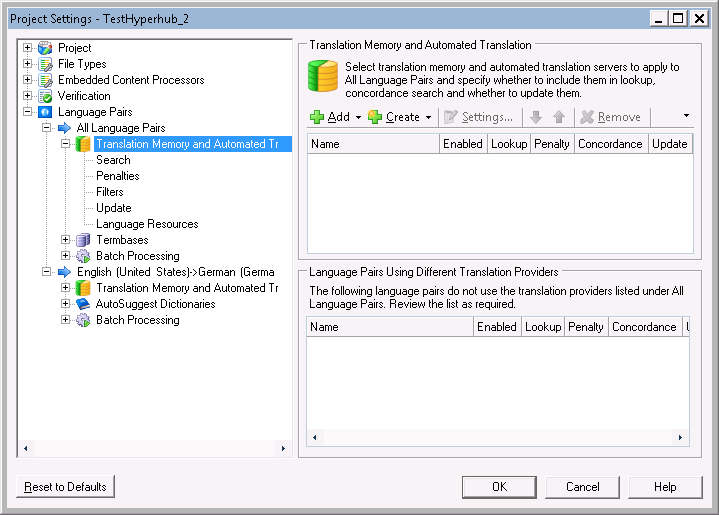 Project Settings - TestHyperhub_2
Project
File Types
Embedded Content Processors
Verification
Language Pairs
All Language Pairs
Translation Memory and Automated Tr
Search
Penalties
Filters
Update
Language Resources
Termbases
Batch Processing
English (United States)->German (Germa
Translation Memory and Automated Tr
AutoSuggest Dictionaries
Batch Processing
Translation Memory and Automated Translation
Select translation memory and automated translation servers to apply to
All Language Pairs and specify whether to include them in lookup,
concordance search and whether to update them.
Add Create Settings... Remove
Name Enabled Lookup Penalty Concordance Update
Language Pairs Using Different Translation Providers
The following language pairs do not use the translation providers listed under All
Language Pairs. Review the list as required.
Name Enabled Lookup Penalty Concordance U
Reset to Defaults OK Cancel Help